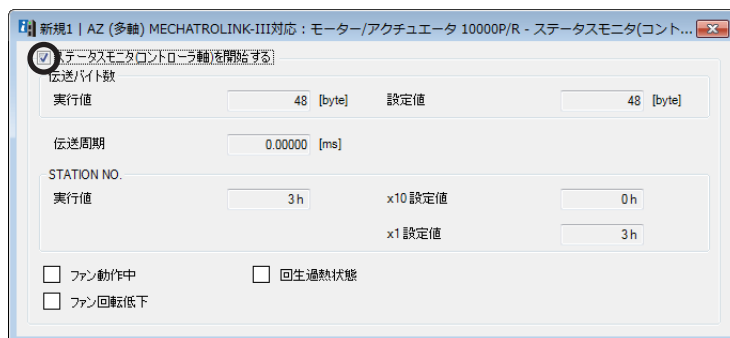 新規1 | AZ (多軸) MECHATROLINK-III対応：モーター/アクチュエータ 10000P/R - ステータスモニタ(コント...
ステータスモニタ(コントローラ軸)を開始する
伝送バイト数
実行値 48 [byte] 設定値 48 [byte]
伝送周期 0.00000 [ms]
STATION NO.
実行値 3h x10設定値 0h
x1設定値 3h
ファン動作中 回生過熱状態
ファン回転低下